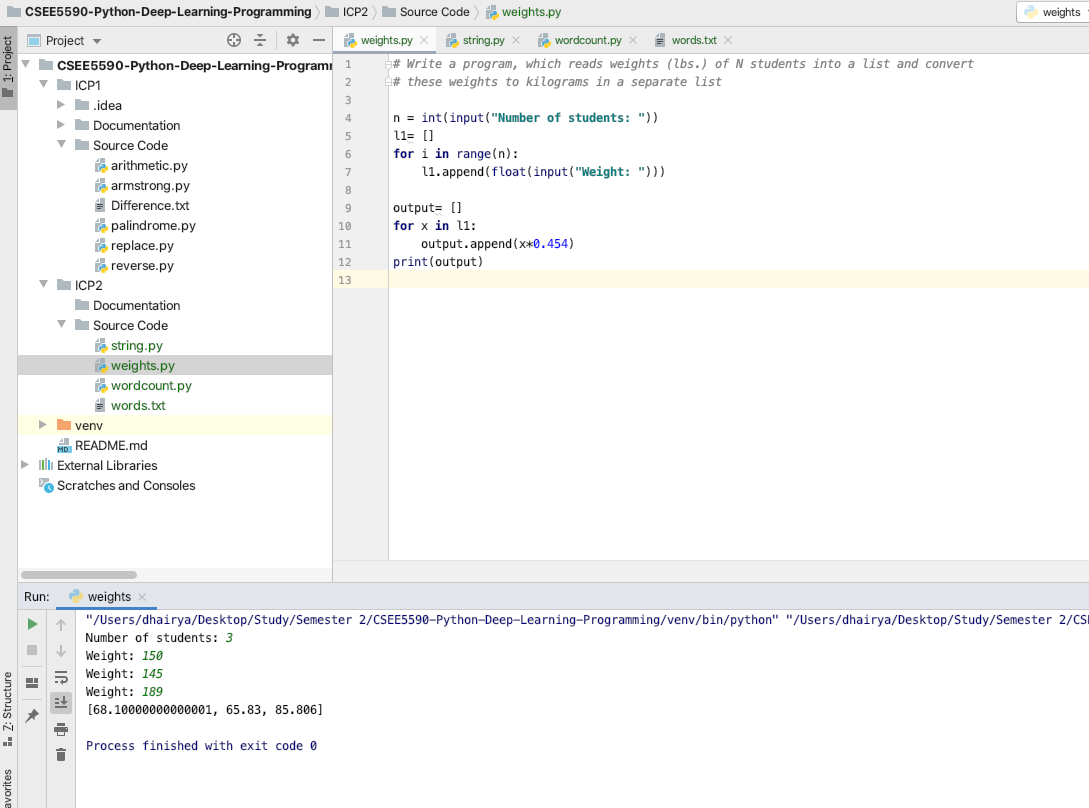 CSEE5590-Python-Deep-Learning-Programming ICP2 Source Code weights.py weights
1: Project
Project
weights.py string.py wordcount.py words.txt
CSEE5590-Python-Deep-Learning-Programm
ICP1
.idea
Documentation
Source Code
arithmetic.py
armstrong.py
Difference.txt
palindrome.py
replace.py
reverse.py
ICP2
Documentation
Source Code
string.py
weights.py
wordcount.py
words.txt
venv
README.md
External Libraries
Scratches and Consoles
1 # Write a program, which reads weights (lbs.) of N students into a list and convert
2 # these weights to kilograms in a separate list
3
4 n = int(input("Number of students: "))
5 l1= []
6 for i in range(n):
7 l1.append(float(input("Weight: ")))
8
9 output= []
10 for x in l1:
11 output.append(x*0.454)
12 print(output)
13
Run: weights
"/Users/dhairya/Desktop/Study/Semester 2/CSEE5590-Python-Deep-Learning-Programming/venv/bin/python" "/Users/dhairya/Desktop/Study/Semester 2/CSE
Number of students: 3
Weight: 150
Weight: 145
Weight: 189
[68.10000000000001, 65.83, 85.806]
Process finished with exit code 0
Z: Structure
avorites